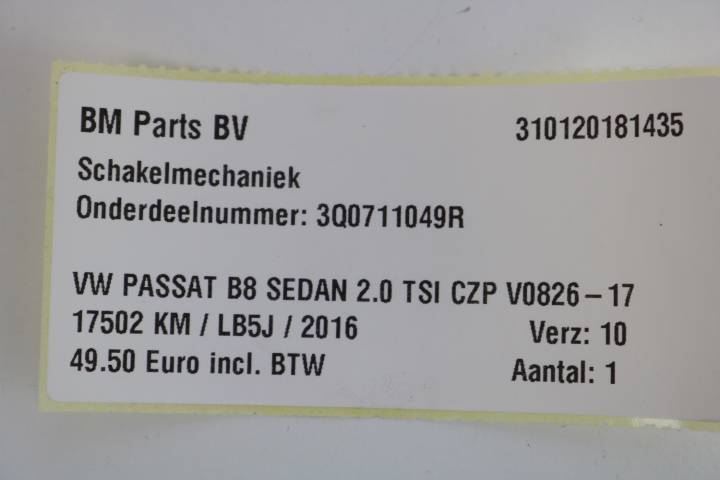 BM Parts BV 310120181435
Schakelmechaniek
Onderdeelnummer: 3Q0711049R
VW PASSAT B8 SEDAN 2.0 TSI CZP V0826-17
17502 KM / LB5J / 2016 Verz: 10
49.50 Euro incl. BTW Aantal: 1